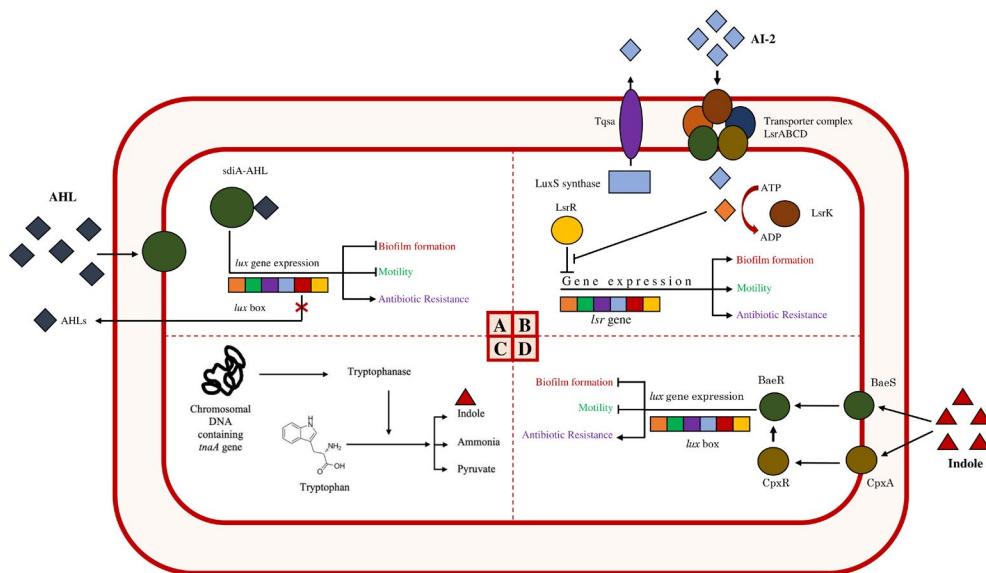 AHL
sdiA-AHL
lux gene expression
Biofilm formation
Motility
Antibiotic Resistance
lux box
AHLs
AI-2
Tqsa
Transporter complex
LsrABCD
LuxS synthase
ATP
LsrK
ADP
LsrR
Gene expression
Biofilm formation
Motility
Antibiotic Resistance
lsr gene
A B
C D
Chromosomal
DNA
containing
tnaA gene
Tryptophanase
Tryptophan
H
N
NH2
O
OH
Indole
Ammonia
Pyruvate
Biofilm formation
Motility
Antibiotic Resistance
lux gene expression
lux box
BaeR
BaeS
CpxR
CpxA
Indole